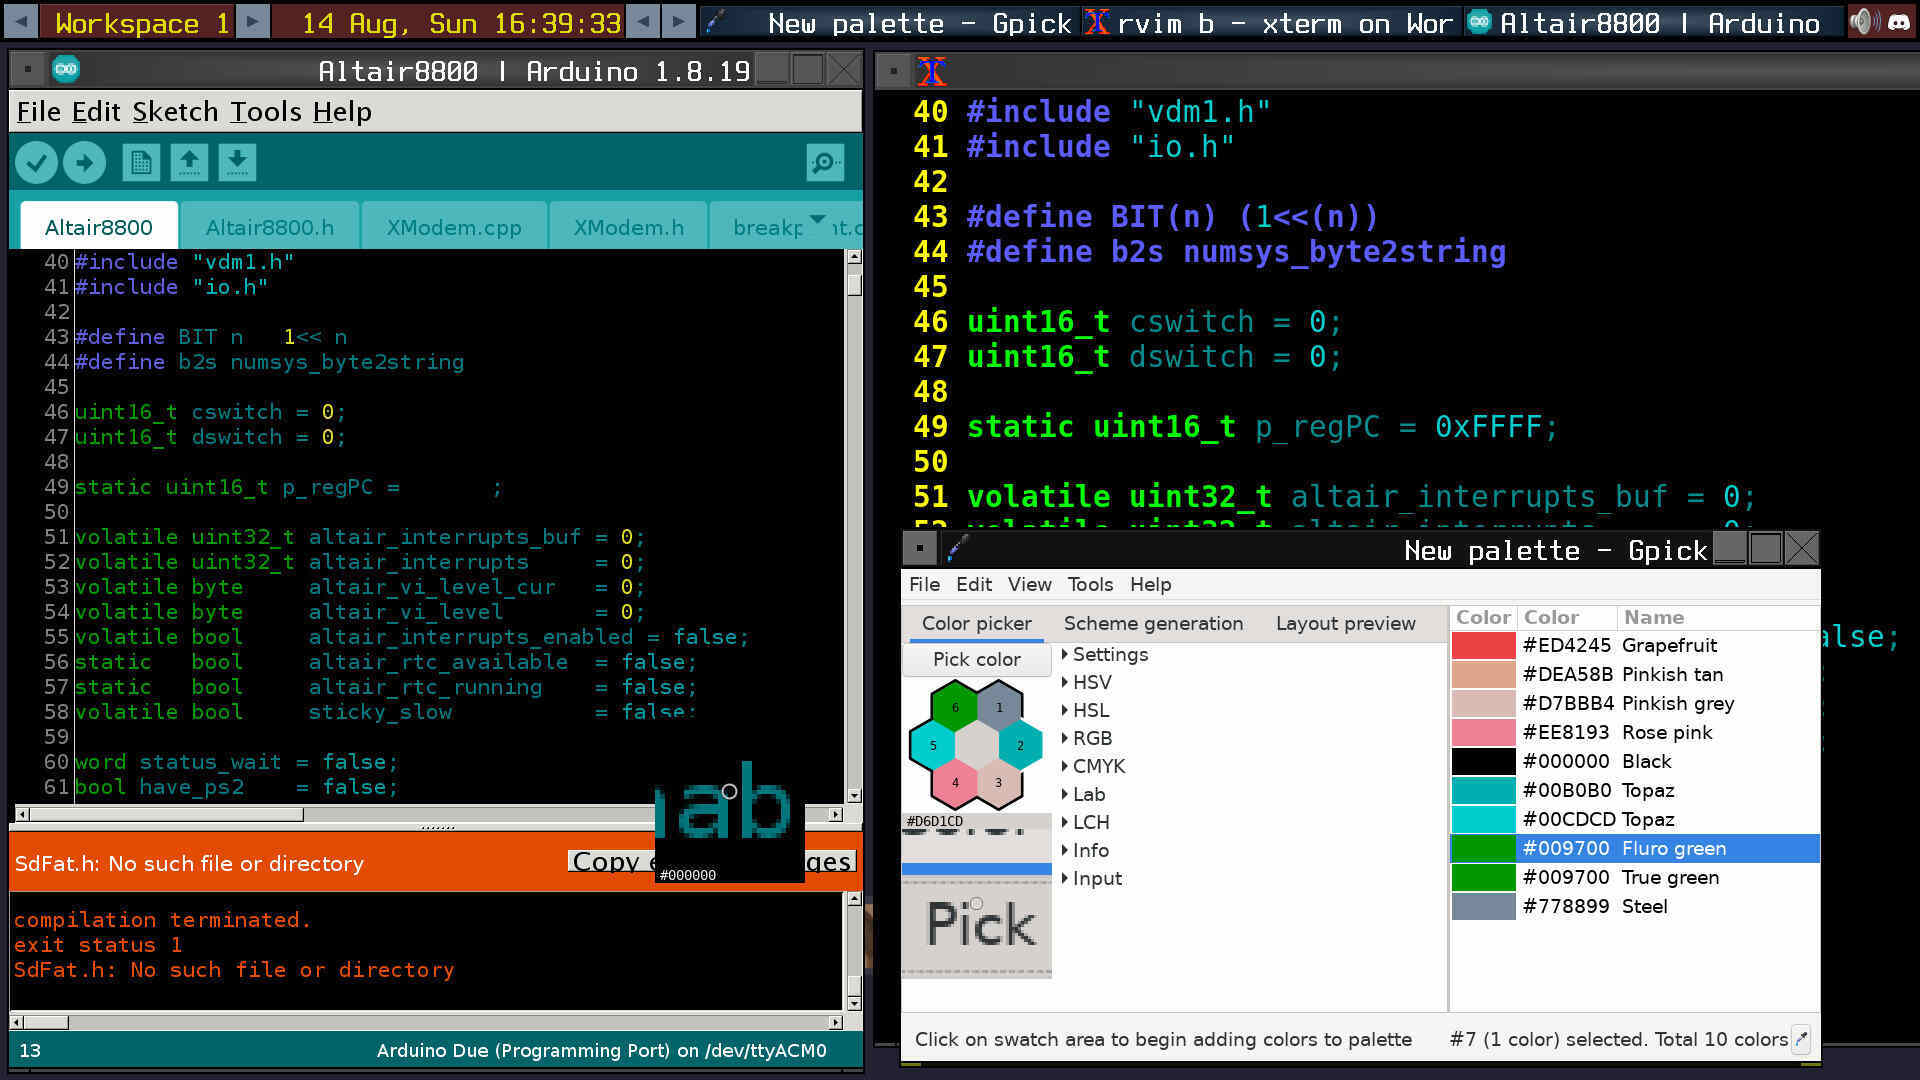 Workspace 1
14 Aug, Sun 16:39:33
New palette - Gpick
rvim b - xterm on Wor
Altair8800 | Arduino
Altair8800 | Arduino 1.8.19
File Edit Sketch Tools Help
Altair8800
Altair8800.h
XModem.cpp
XModem.h
40 #include "vdm1.h"
41 #include "io.h"
42
43 #define BIT n   1<< n
44 #define b2s numsys_byte2string
45
46 uint16_t cswitch = 0;
47 uint16_t dswitch = 0;
48
49 static uint16_t p_regPC =       ;
50
51 volatile uint32_t altair_interrupts_buf = 0;
52 volatile uint32_t altair_interrupts     = 0;
53 volatile byte     altair_vi_level_cur   = 0;
54 volatile byte     altair_vi_level       = 0;
55 volatile bool     altair_interrupts_enabled = false;
56 static   bool     altair_rtc_available  = false;
57 static   bool     altair_rtc_running    = false;
58 volatile bool     sticky_slow           = false;
59
60 word status_wait = false;
61 bool have_ps2    = false;
ab
#000000
SdFat.h: No such file or directory
Copy
compilation terminated.
exit status 1
SdFat.h: No such file or directory
13
Arduino Due (Programming Port) on /dev/ttyACM0
40 #include "vdm1.h"
41 #include "io.h"
42
43 #define BIT(n) (1<<(n))
44 #define b2s numsys_byte2string
45
46 uint16_t cswitch = 0;
47 uint16_t dswitch = 0;
48
49 static uint16_t p_regPC = 0xFFFF;
50
51 volatile uint32_t altair_interrupts_buf = 0;
alse;
New palette - Gpick
File Edit View Tools Help
Color picker
Scheme generation
Layout preview
Pick color
6
1
5
2
4
3
#D6D1CD
Pick
Settings
HSV
HSL
RGB
CMYK
Lab
LCH
Info
Input
Color Color Name
#ED4245 Grapefruit
#DEA58B Pinkish tan
#D7BBB4 Pinkish grey
#EE8193 Rose pink
#000000 Black
#00B0B0 Topaz
#00CDCD Topaz
#009700 Fluro green
#009700 True green
#778899 Steel
Click on swatch area to begin adding colors to palette
#7 (1 color) selected. Total 10 colors